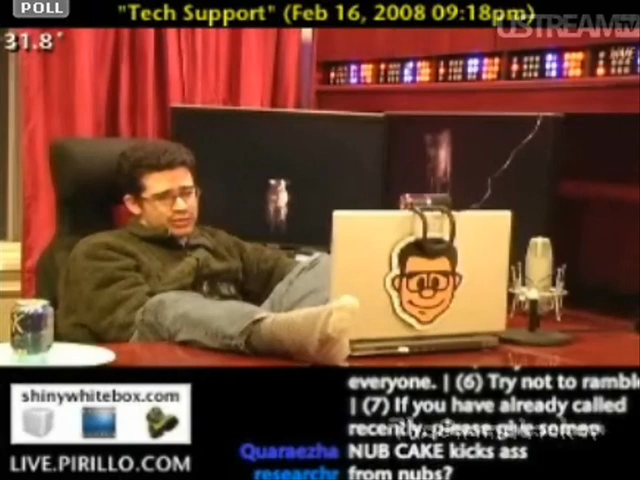 POLL
"Tech Support" (Feb 16, 2008 09:18pm)
USTREAM.TV
31.8°
shinywhitebox.com
LIVE.PIRILLO.COM
everyone. | (6) Try not to ramble
| (7) If you have already called
recently, please give someo
Quaraezha NUB CAKE kicks ass
researchr from nubs?